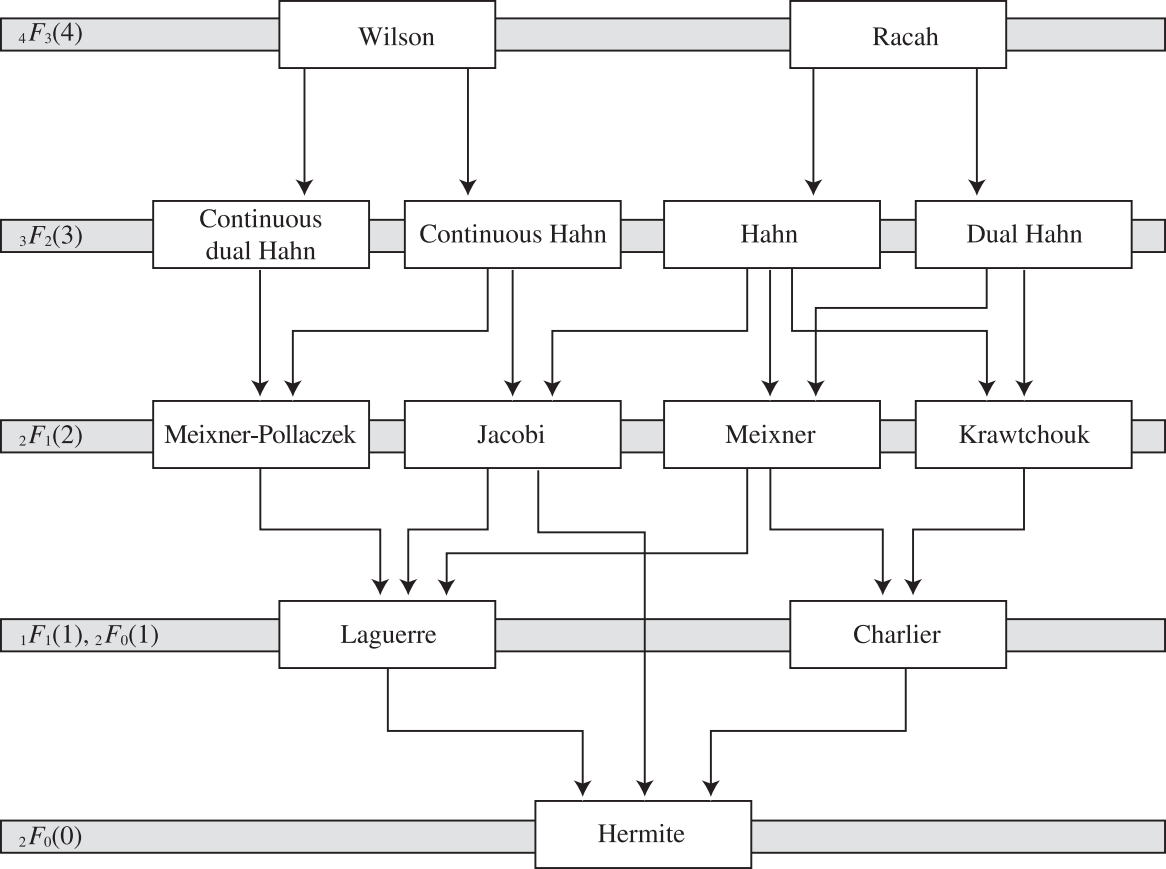 ₄F₃(4)
Wilson
Racah
₃F₂(3)
Continuous
dual Hahn
Continuous Hahn
Hahn
Dual Hahn
₂F₁(2)
Meixner-Pollaczek
Jacobi
Meixner
Krawtchouk
₁F₁(1), ₂F₀(1)
Laguerre
Charlier
₂F₀(0)
Hermite